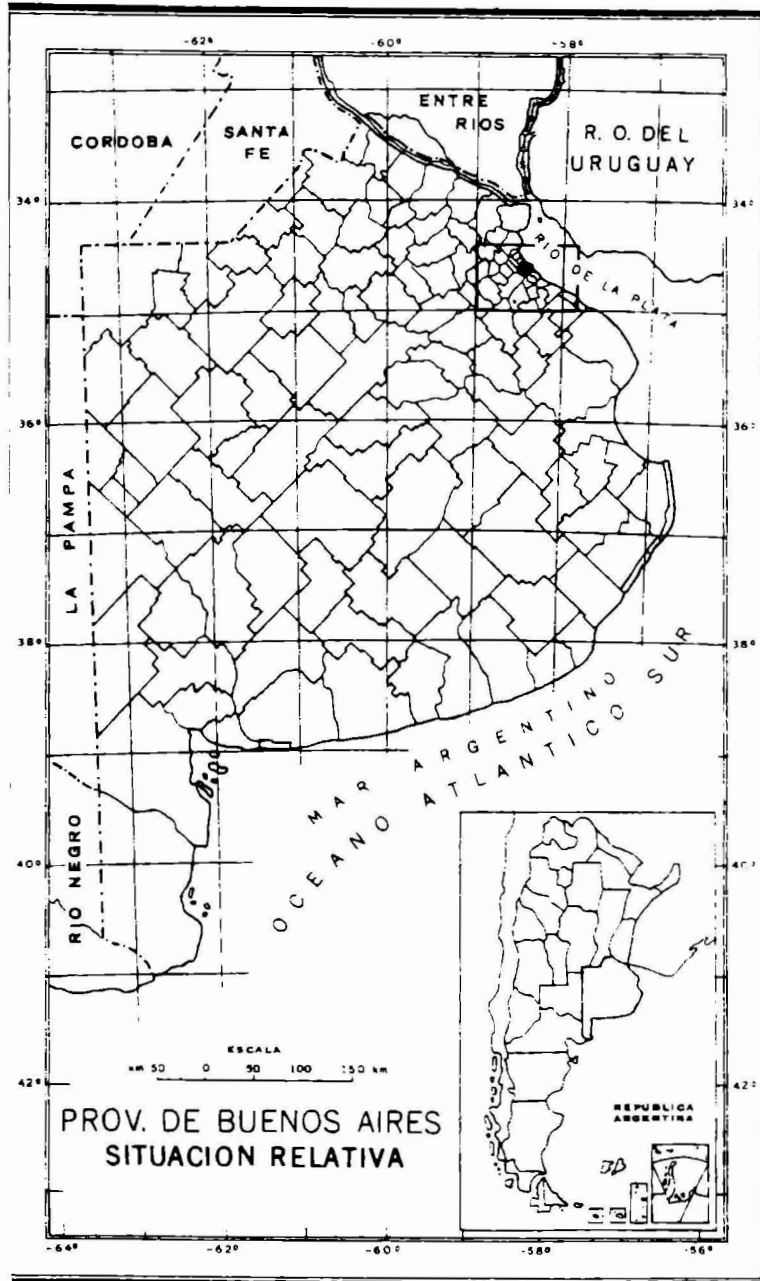 -62° -60° -58°
CORDOBA
SANTA
FE
ENTRE
RIOS
R. O. DEL
URUGUAY
34° 34°
RIO DE LA PLATA
36° 36°
LA PAMPA
38° 38°
MAR ARGENTINO
OCEANO ATLANTICO SUR
RIO NEGRO
40° 40°
ESCALA
km 50 0 50 100 150 km
42° 42°
PROV. DE BUENOS AIRES
SITUACION RELATIVA
REPUBLICA
ARGENTINA
-64° -62° -60° -58° -56°